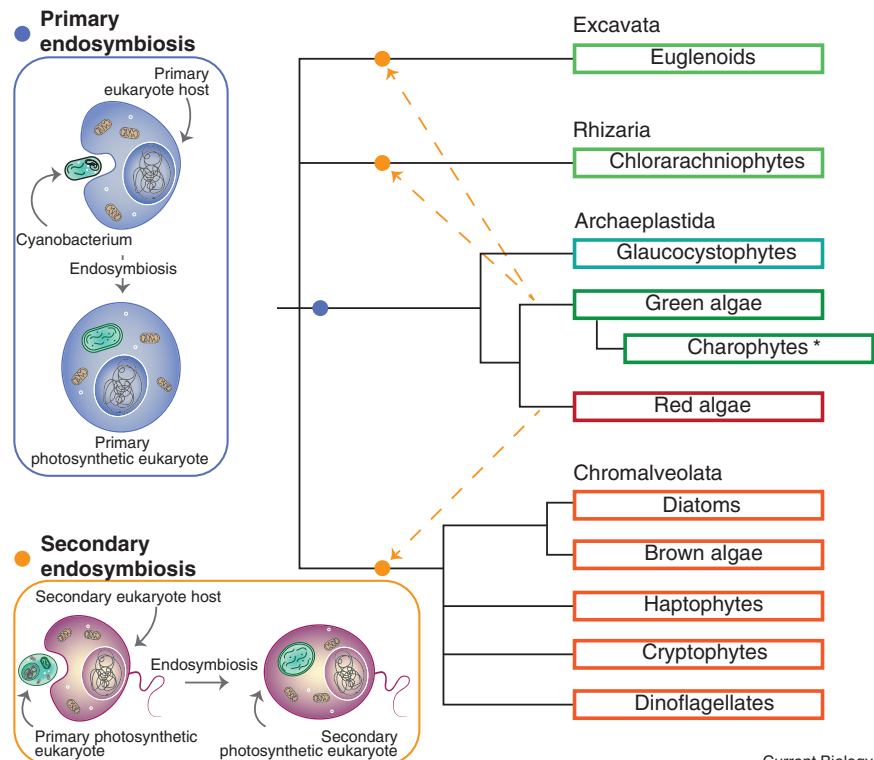 Primary
endosymbiosis
Primary
eukaryote host
Cyanobacterium
Endosymbiosis
Primary
photosynthetic eukaryote
Secondary
endosymbiosis
Secondary eukaryote host
Endosymbiosis
Primary photosynthetic
eukaryote
Secondary
photosynthetic eukaryote
Excavata
Euglenoids
Rhizaria
Chlorarachniophytes
Archaeplastida
Glaucocystophytes
Green algae
Charophytes *
Red algae
Chromalveolata
Diatoms
Brown algae
Haptophytes
Cryptophytes
Dinoflagellates
Current Biology